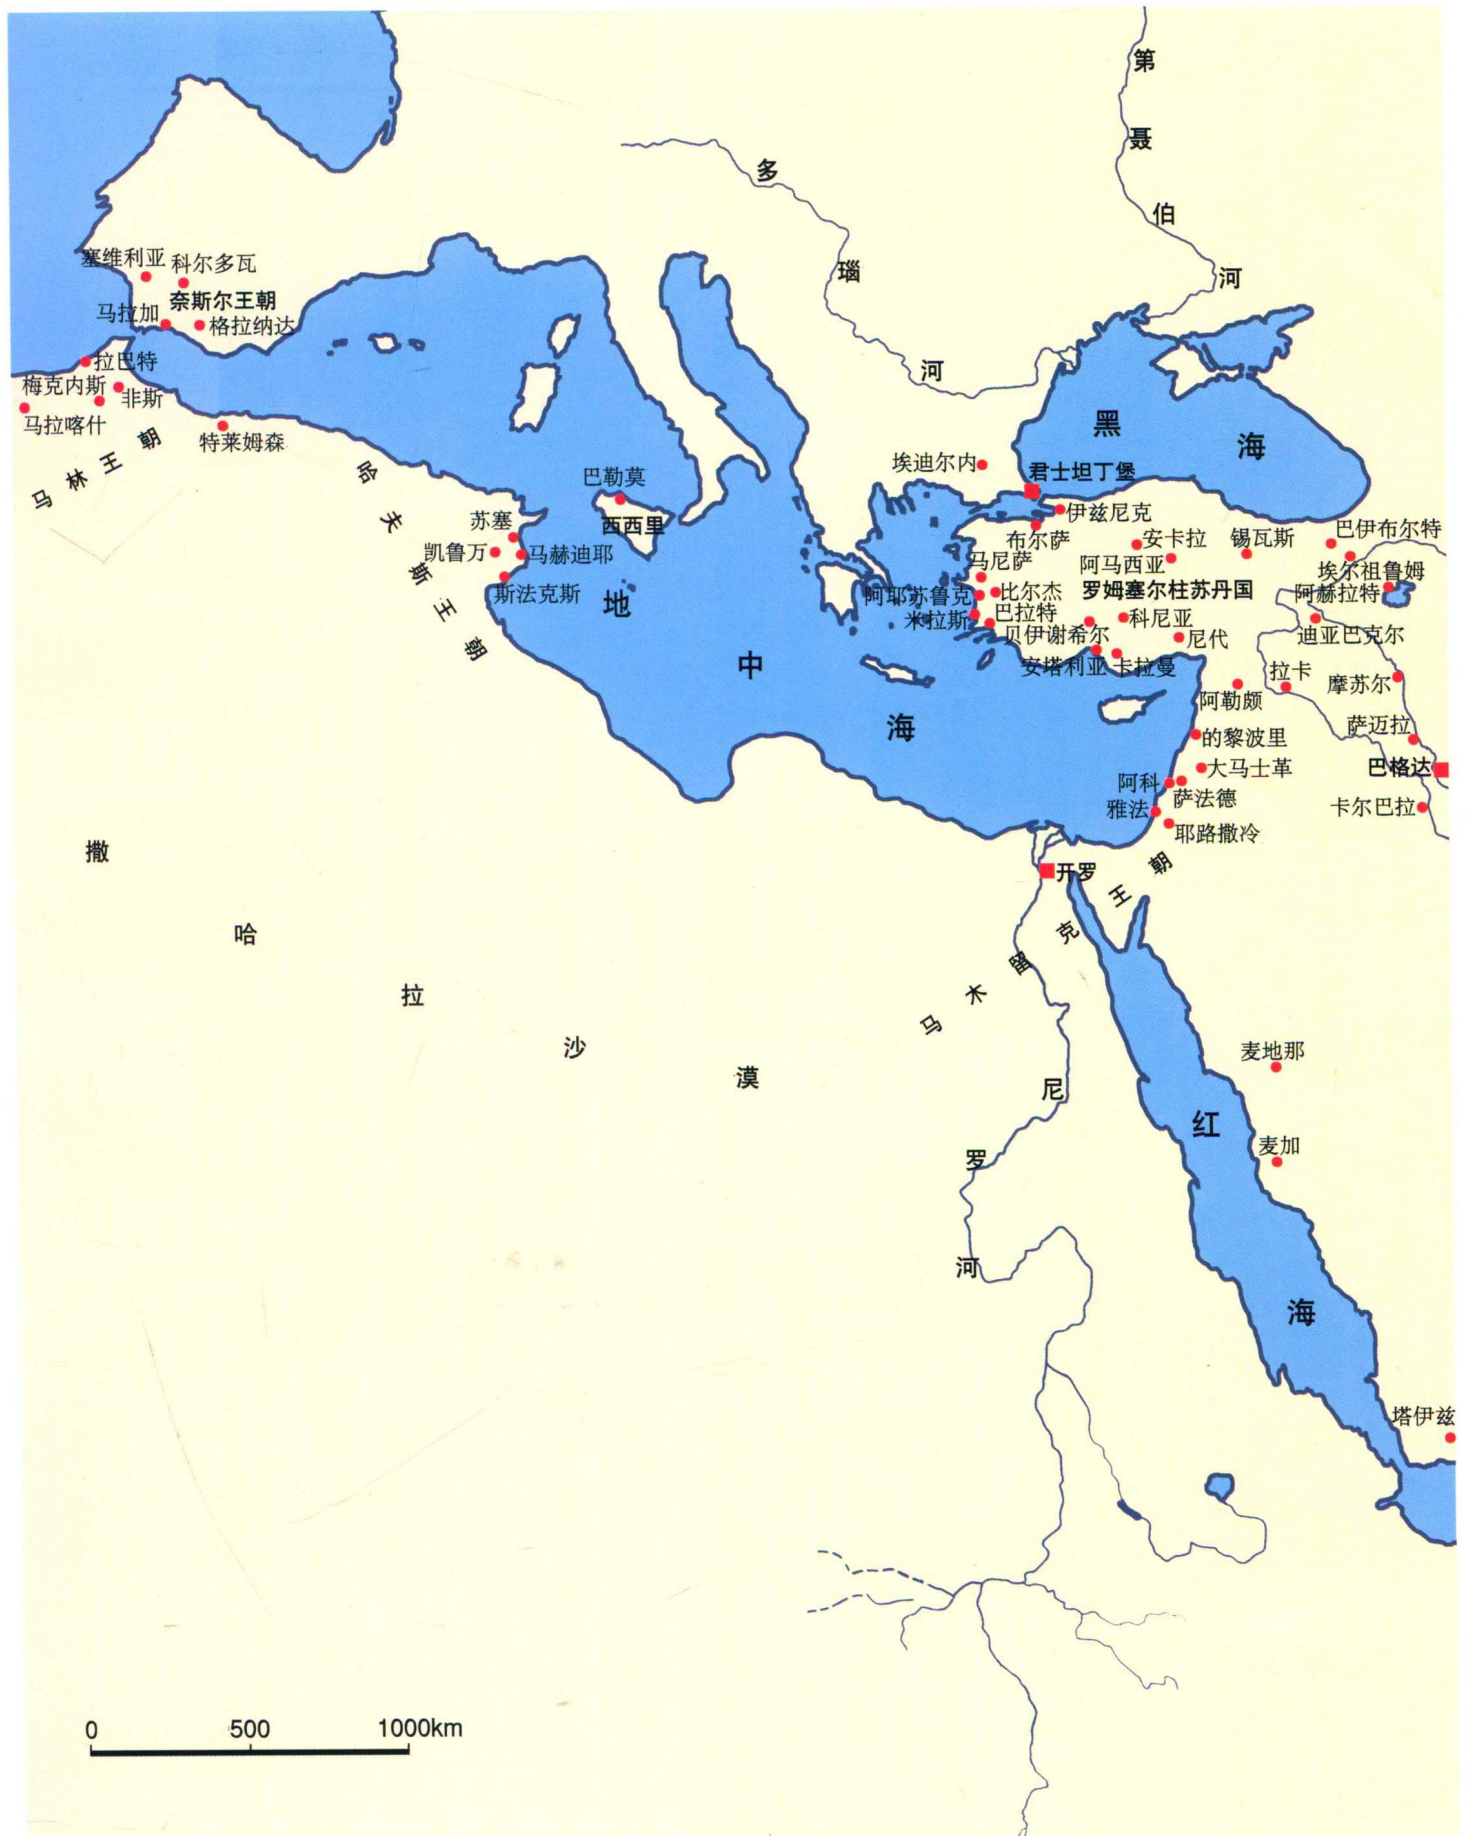 第聂伯河
多瑙河
塞维利亚
科尔多瓦
奈斯尔王朝
马拉加
格拉纳达
拉巴特
梅克内斯
非斯
马拉喀什
马林王朝
特莱姆森
哈夫斯王朝
黑海
埃迪尔内
君士坦丁堡
巴勒莫
西西里
苏塞
凯鲁万
马赫迪耶
斯法克斯
伊兹尼克
布尔萨
安卡拉
锡瓦斯
巴伊布尔特
马尼萨
阿马西亚
埃尔祖鲁姆
阿耶苏鲁克
比尔杰
罗姆塞尔柱苏丹国
阿赫拉特
米拉斯
巴拉特
科尼亚
迪亚巴克尔
贝伊谢希尔
尼代
安塔利亚
卡拉曼
拉卡
摩苏尔
阿勒颇
萨迈拉
地中海
的黎波里
大马士革
巴格达
阿科
萨法德
雅法
卡尔巴拉
耶路撒冷
开罗
马木留克王朝
撒哈拉沙漠
尼罗河
麦地那
红海
麦加
塔伊兹
0 500 1000km